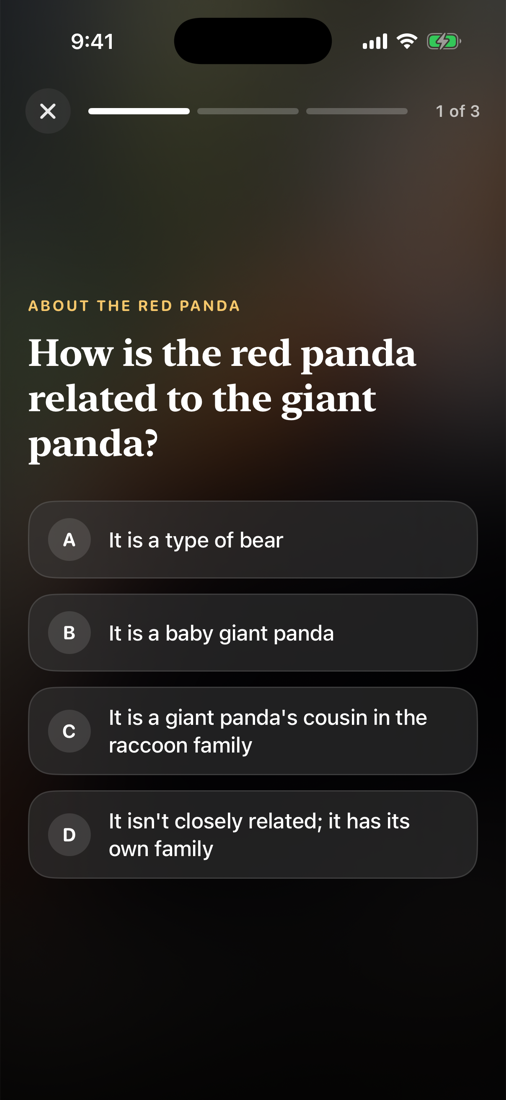 9:41
1 of 3
ABOUT THE RED PANDA
How is the red panda
related to the giant
panda?
A It is a type of bear
B It is a baby giant panda
C It is a giant panda's cousin in the
raccoon family
D It isn't closely related; it has its
own family